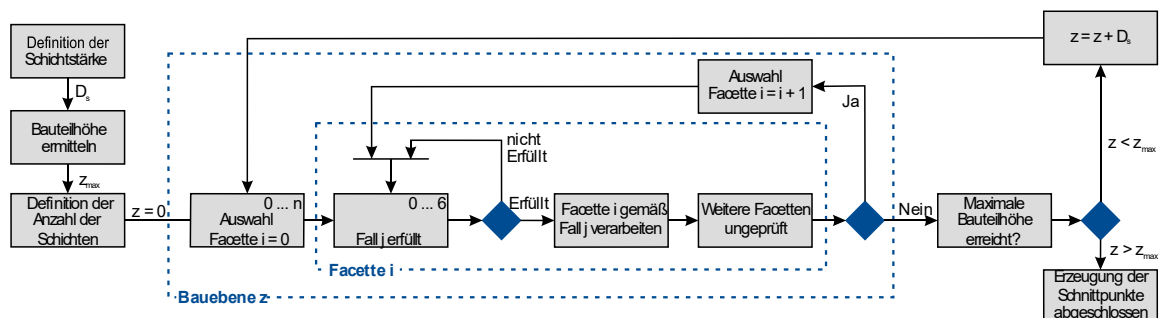 Definition der
Schichtstärke
Ds
Bauteilhöhe
ermitteln
zmax
Definition der
Anzahl der
Schichten
z = 0
0 ... n
Auswahl
Facette i = 0
0 ... 6
Fall j erfüllt
nicht
Erfüllt
Erfüllt
Facette i gemäß
Fall j verarbeiten
Weitere Facetten
ungeprüft
Auswahl
Facette i = i + 1
Ja
Nein
Facette i
Bauebene z
Maximale
Bauteilhöhe
erreicht?
z = z + Ds
z < zmax
z > zmax
Erzeugung der
Schnittpunkte
abgeschlossen